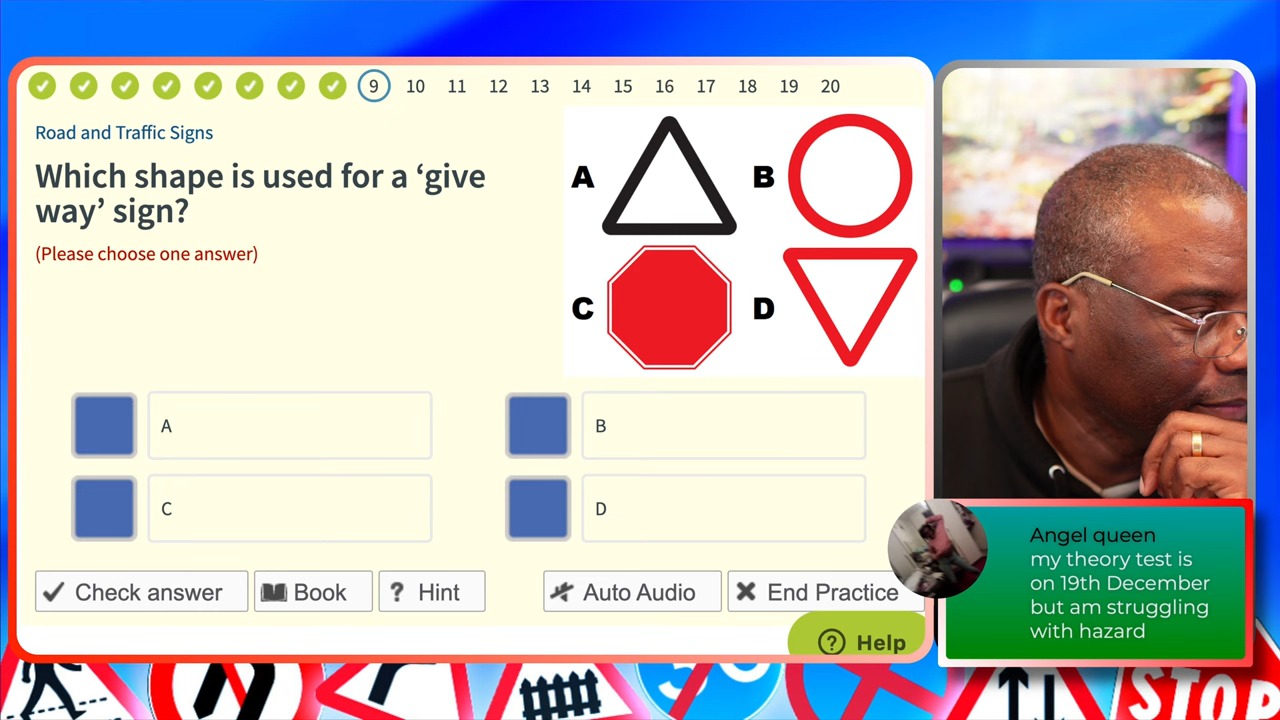 9 10 11 12 13 14 15 16 17 18 19 20
Road and Traffic Signs
Which shape is used for a ‘give
way’ sign?
(Please choose one answer)
A
B
C
D
A
B
C
D
Check answer
Book
? Hint
Auto Audio
End Practice
? Help
Angel queen
my theory test is
on 19th December
but am struggling
with hazard
STOP